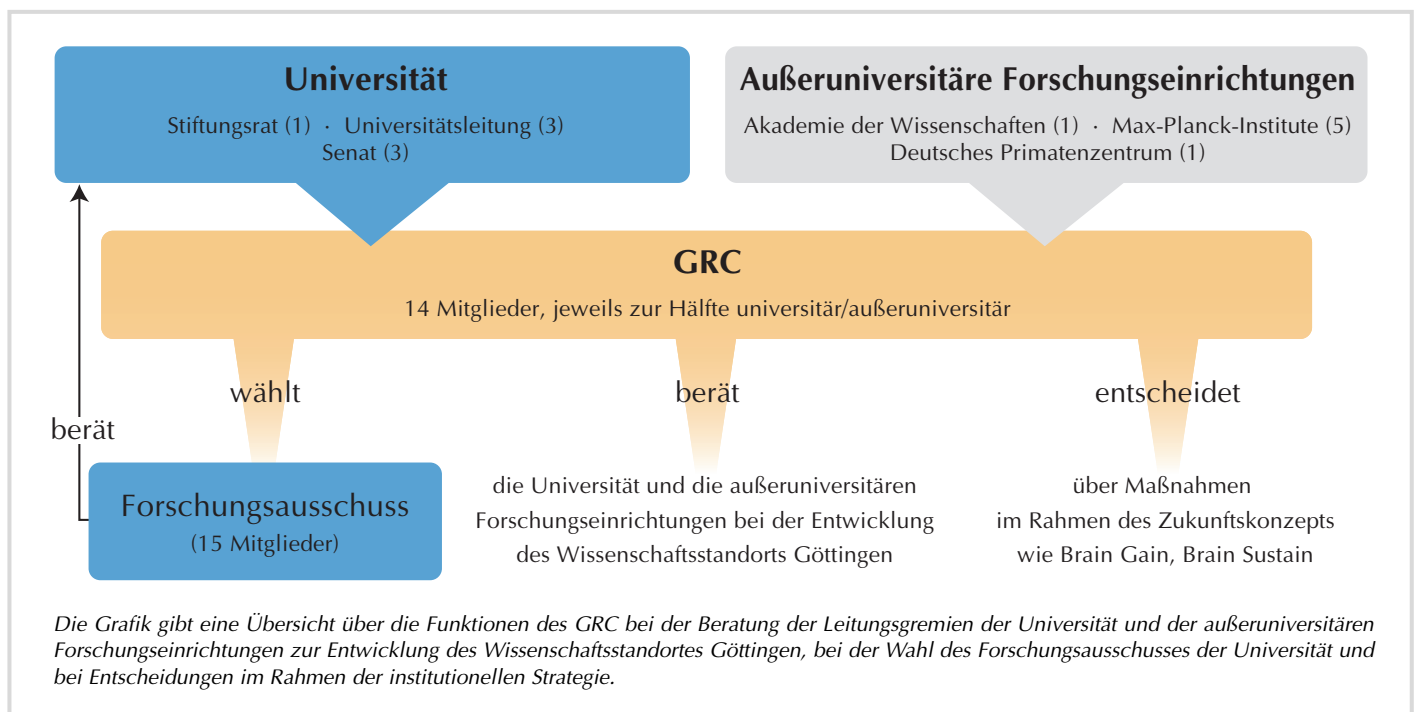 Universität
Stiftungsrat (1) · Universitätsleitung (3)
Senat (3)
Außeruniversitäre Forschungseinrichtungen
Akademie der Wissenschaften (1) · Max-Planck-Institute (5)
Deutsches Primatenzentrum (1)
GRC
14 Mitglieder, jeweils zur Hälfte universitär/außeruniversitär
wählt
berät
entscheidet
berät
Forschungsausschuss
(15 Mitglieder)
die Universität und die außeruniversitären
Forschungseinrichtungen bei der Entwicklung
des Wissenschaftsstandorts Göttingen
über Maßnahmen
im Rahmen des Zukunftskonzepts
wie Brain Gain, Brain Sustain
Die Grafik gibt eine Übersicht über die Funktionen des GRC bei der Beratung der Leitungsgremien der Universität und der außeruniversitären
Forschungseinrichtungen zur Entwicklung des Wissenschaftsstandortes Göttingen, bei der Wahl des Forschungsausschusses der Universität und
bei Entscheidungen im Rahmen der institutionellen Strategie.